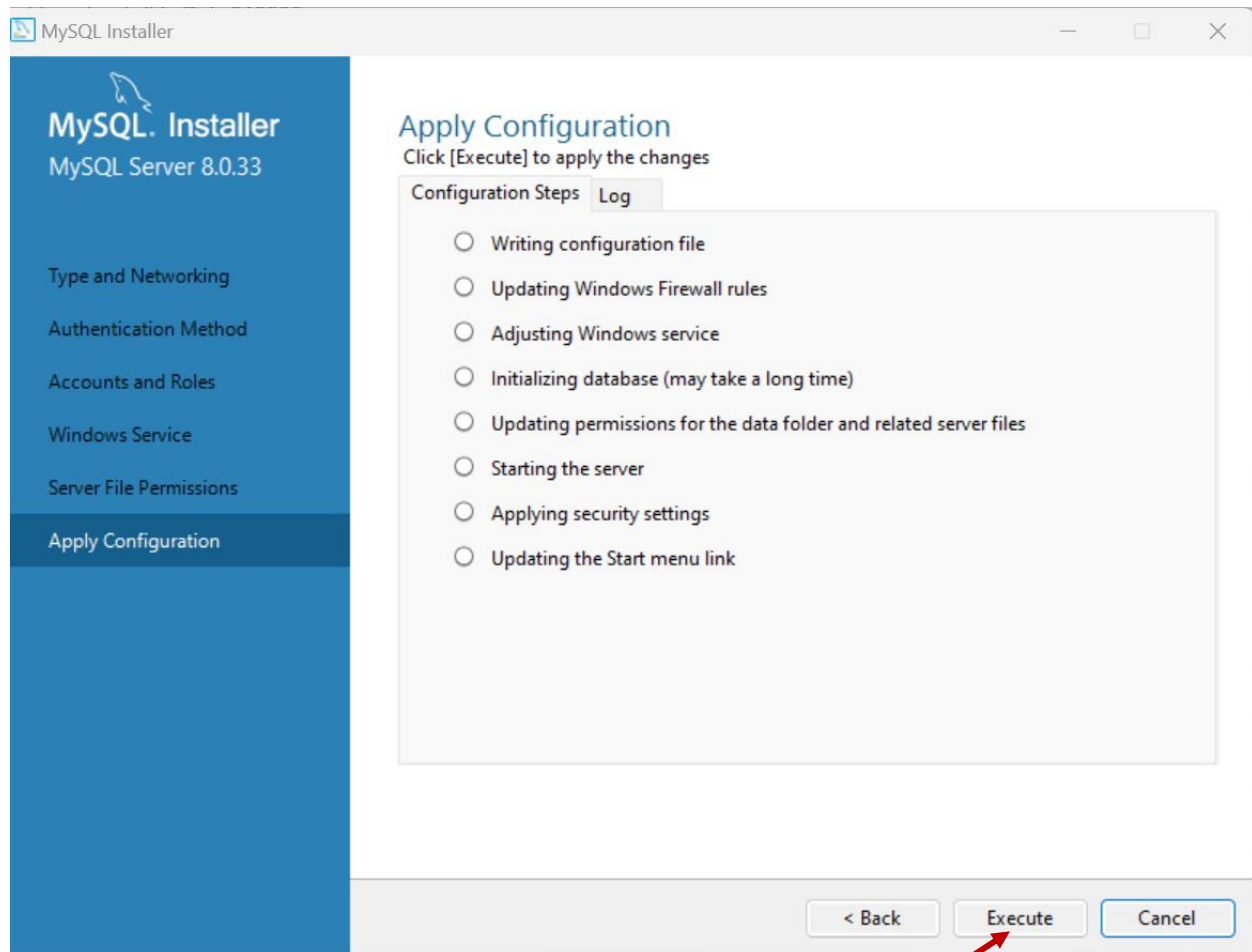 MySQL Installer
MySQL. Installer
MySQL Server 8.0.33
Type and Networking
Authentication Method
Accounts and Roles
Windows Service
Server File Permissions
Apply Configuration
Apply Configuration
Click [Execute] to apply the changes
Configuration Steps Log
Writing configuration file
Updating Windows Firewall rules
Adjusting Windows service
Initializing database (may take a long time)
Updating permissions for the data folder and related server files
Starting the server
Applying security settings
Updating the Start menu link
< Back Execute Cancel